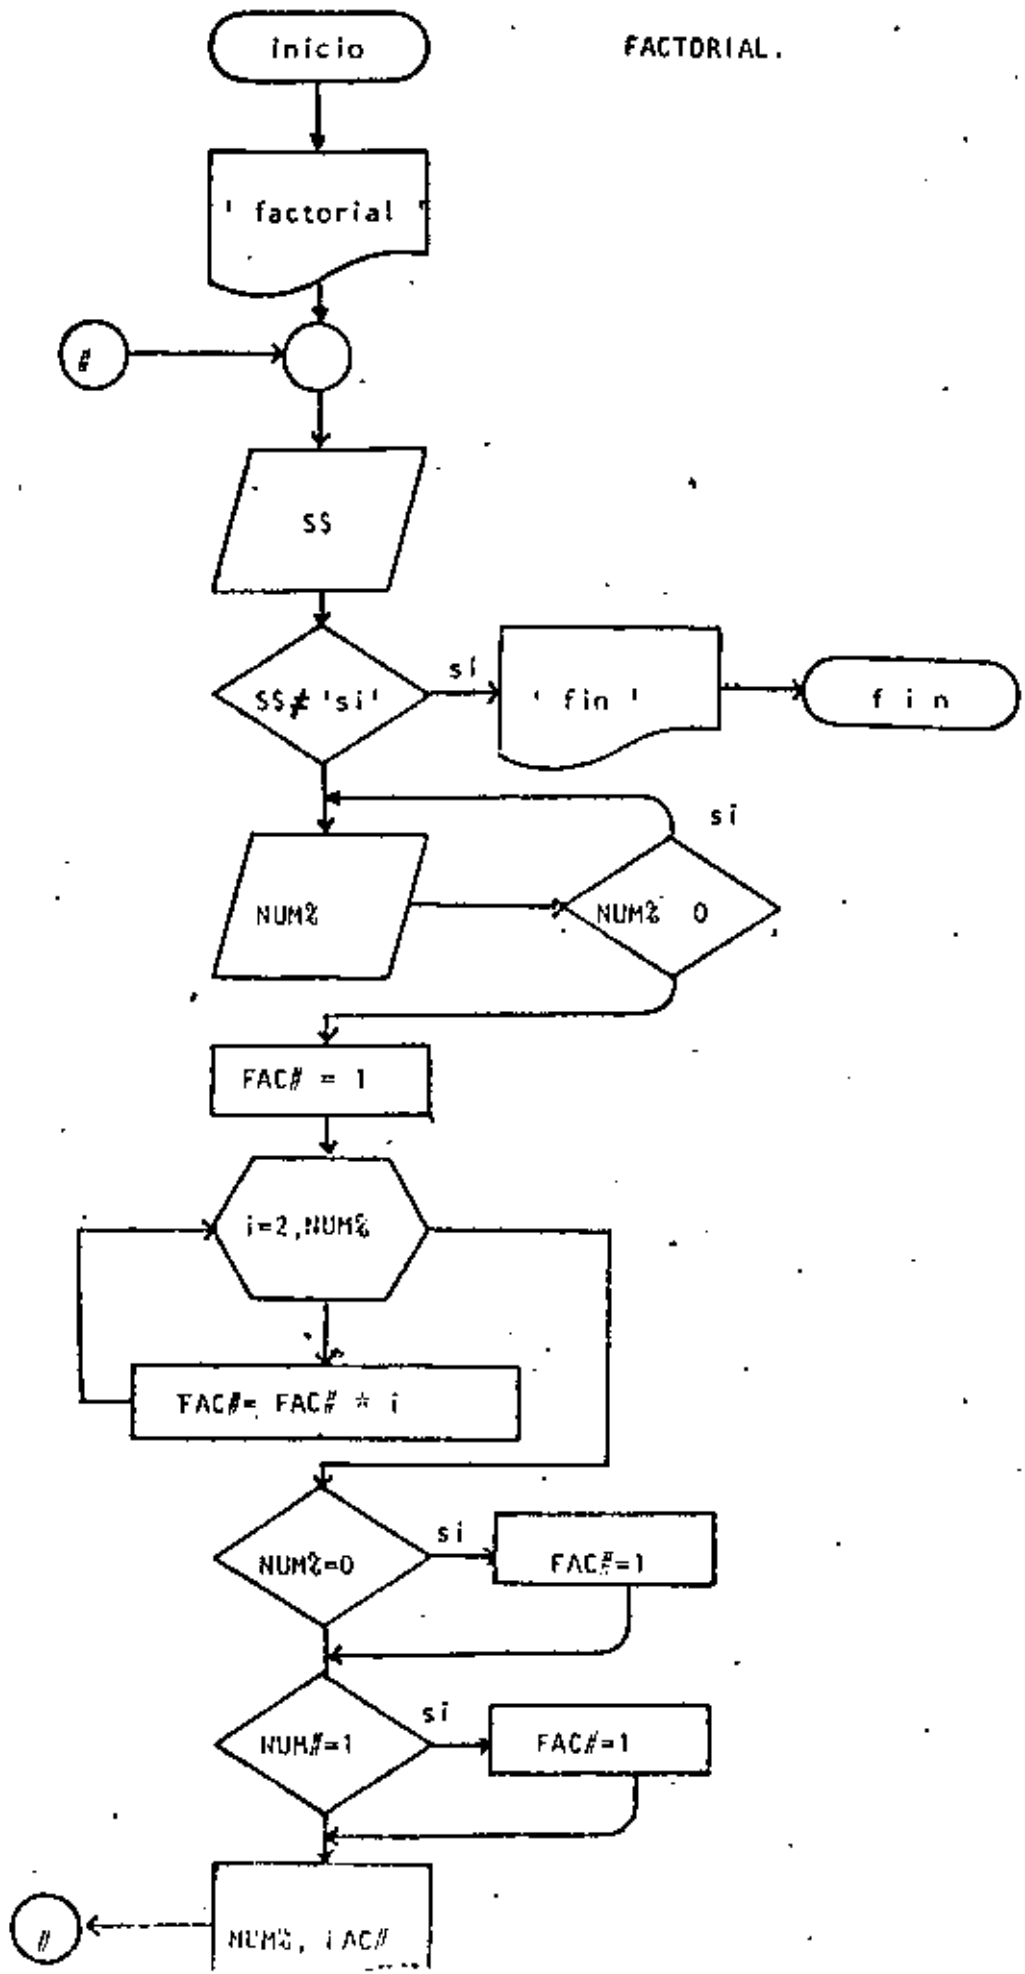 inicio
FACTORIAL.
' factorial '
#
S$
S$≠'si'
si
' fin '
f i n
si
NUM%
NUM% 0
FAC# = 1
i=2,NUM%
FAC#= FAC# * i
NUM%=0
si
FAC#=1
NUM#=1
si
FAC#=1
NUM%, FAC#
#